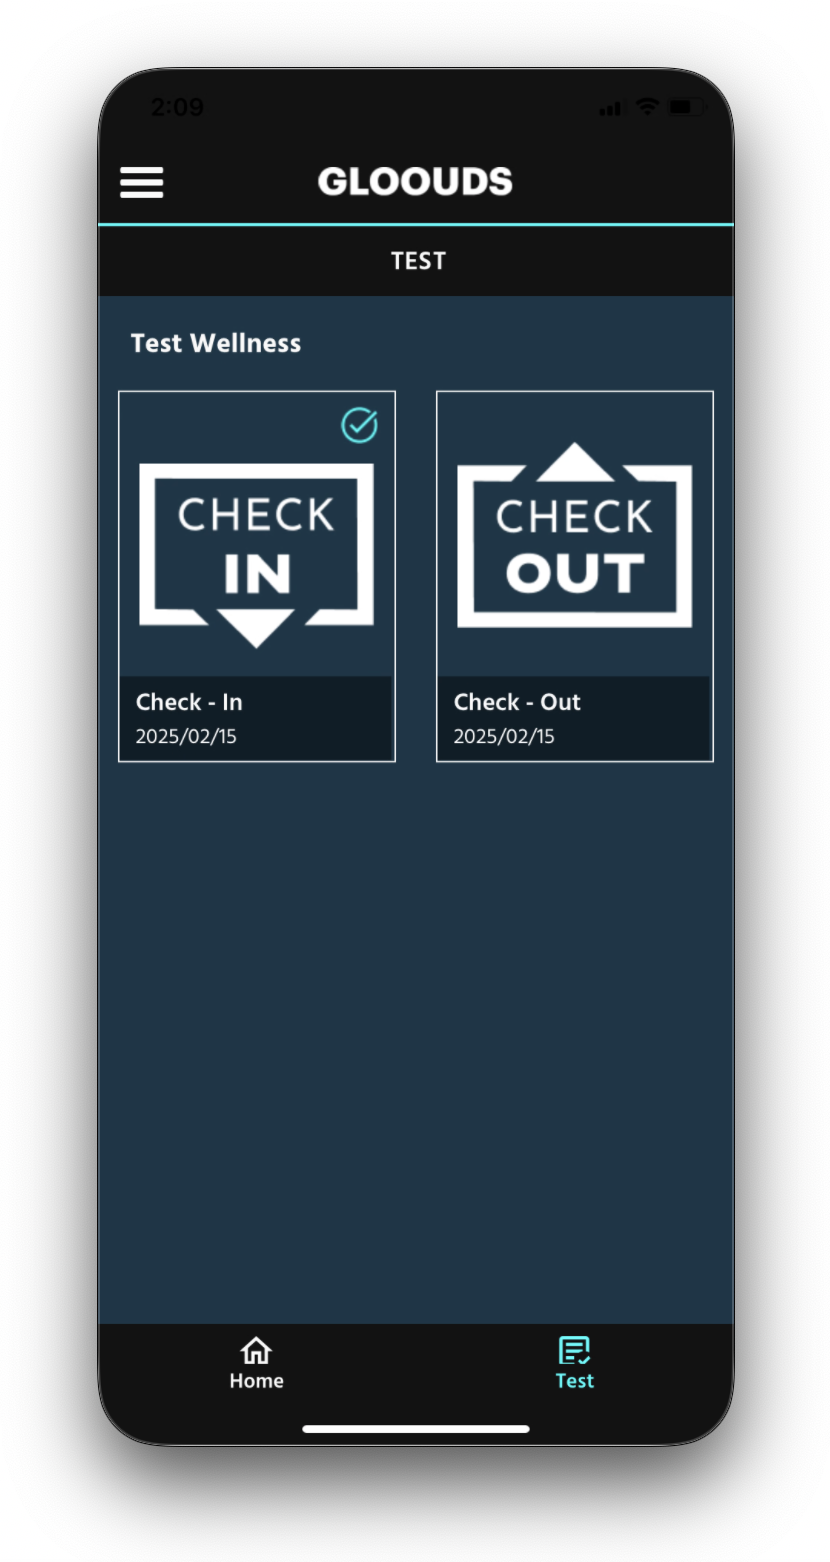 2:09
GLOOUDS
TEST
Test Wellness
CHECK
IN
Check - In
2025/02/15
CHECK
OUT
Check - Out
2025/02/15
Home
Test